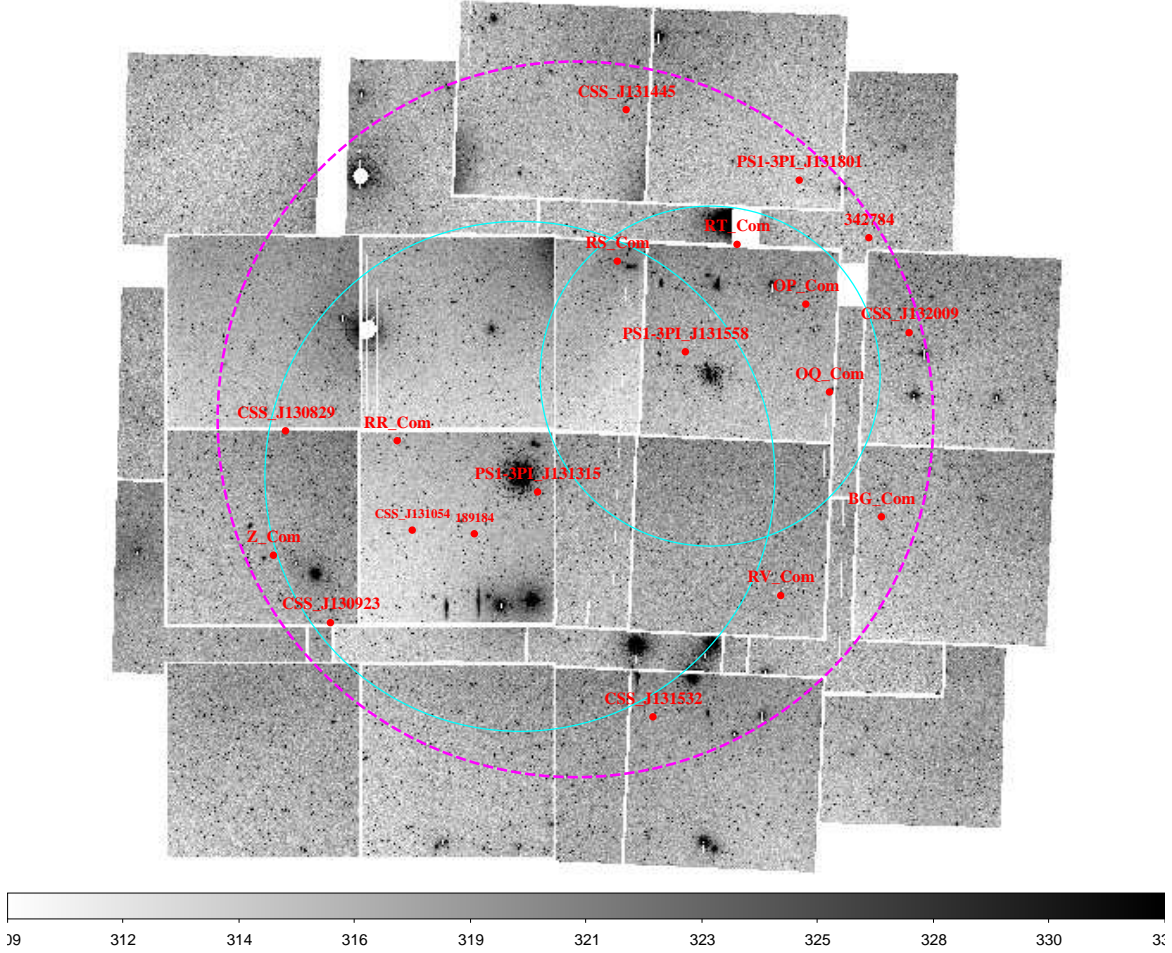 CSS_J131445
PS1-3PI_J131801
342784
RT_Com
RS_Com
OP_Com
CSS_J132009
PS1-3PI_J131558
OQ_Com
CSS_J130829
RR_Com
PS1-3PI_J131315
BG_Com
CSS_J131054
189184
Z_Com
RV_Com
CSS_J130923
CSS_J131532
312 314 316 319 321 323 325 328 330